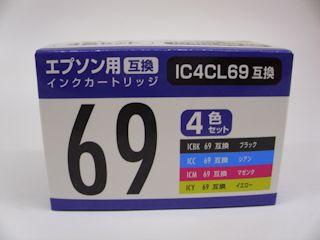 エプソン用 互換
インクカートリッジ
IC4CL69 互換
69
4色セット
ICBK 69 互換 ブラック
ICC 69 互換 シアン
ICM 69 互換 マゼンタ
ICY 69 互換 イエロー